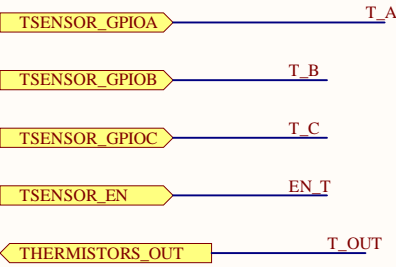 TSENSOR_GPIOA T_A
TSENSOR_GPIOB T_B
TSENSOR_GPIOC T_C
TSENSOR_EN EN_T
THERMISTORS_OUT T_OUT